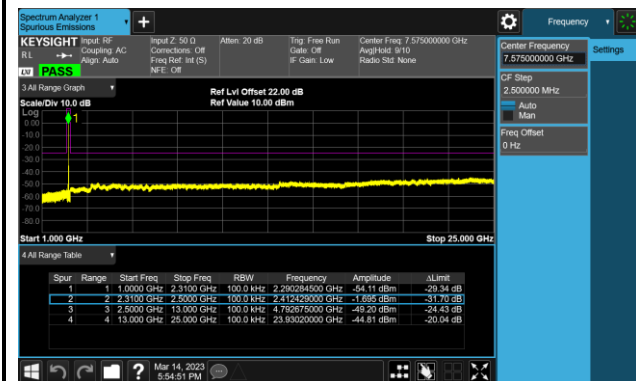 Spectrum Analyzer 1
Spurious Emissions
Frequency
KEYSIGHT
RL
LXI
PASS
Input: RF
Coupling: AC
Align: Auto
Input Z: 50 Ω
Corrections: Off
Freq Ref: Int (S)
NFE: Off
Atten: 20 dB
Trig: Free Run
Gate: Off
IF Gain: Low
Center Freq: 7.575000000 GHz
Avg|Hold: 9/10
Radio Std: None
Center Frequency
7.575000000 GHz
Settings
CF Step
2.500000 MHz
Auto
Man
Freq Offset
0 Hz
3 All Range Graph
Scale/Div 10.0 dB
Ref Lvl Offset 22.00 dB
Ref Value 10.00 dBm
Log
1
0.00
-10.0
-20.0
-30.0
-40.0
-50.0
-60.0
-70.0
-80.0
Start 1.000 GHz
Stop 25.000 GHz
4 All Range Table
Spur Range Start Freq Stop Freq RBW Frequency Amplitude ΔLimit
1 1 1.0000 GHz 2.3100 GHz 100.0 kHz 2.290284500 GHz -54.11 dBm -29.34 dB
2 2 2.3100 GHz 2.5000 GHz 100.0 kHz 2.412429000 GHz -1.695 dBm -31.70 dB
3 3 2.5000 GHz 13.000 GHz 100.0 kHz 4.792675000 GHz -49.20 dBm -24.43 dB
4 4 13.000 GHz 25.000 GHz 100.0 kHz 23.93020000 GHz -44.81 dBm -20.04 dB
?
Mar 14, 2023
5:54:51 PM